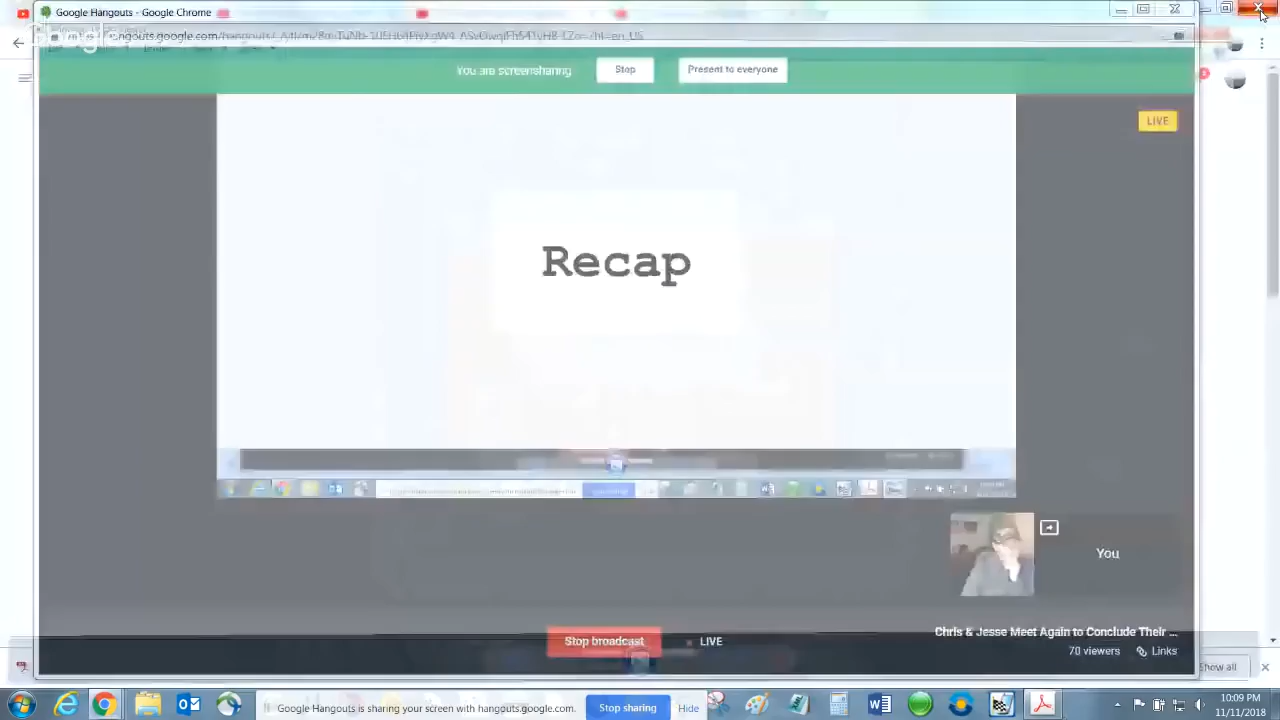 Google Hangouts - Google Chrome
You are screensharing
Stop
Present to everyone
LIVE
Recap
You
Stop broadcast
LIVE
Chris & Jesse Meet Again to Conclude Their ...
70 viewers
Links
Show all
Google Hangouts is sharing your screen with hangouts.google.com.
Stop sharing
Hide
10:09 PM
11/11/2018